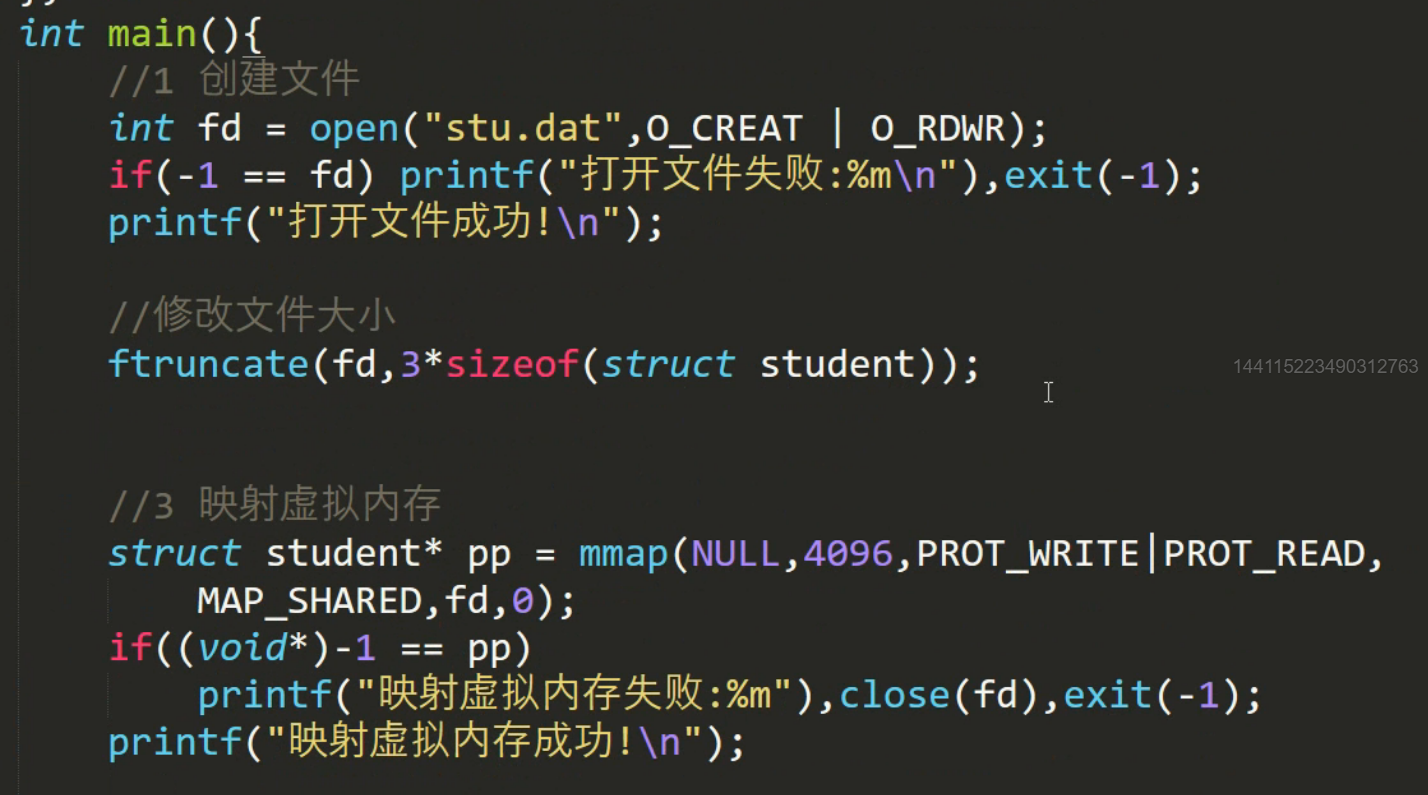 int main(){
//1 创建文件
int fd = open("stu.dat",O_CREAT | O_RDWR);
if(-1 == fd) printf("打开文件失败:%m\n"),exit(-1);
printf("打开文件成功!\n");
//修改文件大小
ftruncate(fd,3*sizeof(struct student));
144115223490312763
//3 映射虚拟内存
struct student* pp = mmap(NULL,4096,PROT_WRITE|PROT_READ,
MAP_SHARED,fd,0);
if((void*)-1 == pp)
printf("映射虚拟内存失败:%m"),close(fd),exit(-1);
printf("映射虚拟内存成功!\n");